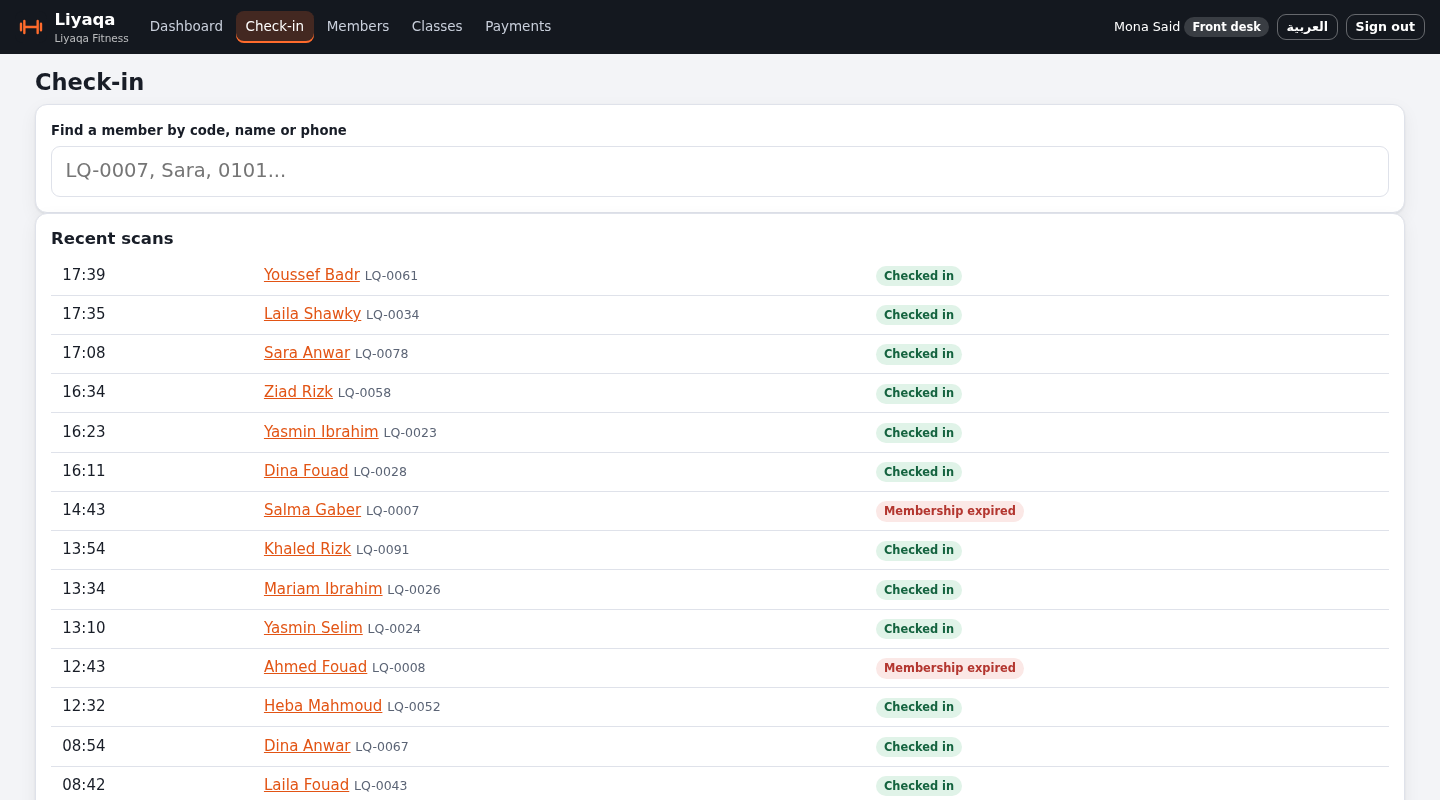 Liyaqa
Liyaqa Fitness
Dashboard Check-in Members Classes Payments
Mona Said Front desk العربية Sign out
Check-in
Find a member by code, name or phone
LQ-0007, Sara, 0101...
Recent scans
17:39 Youssef Badr LQ-0061 Checked in
17:35 Laila Shawky LQ-0034 Checked in
17:08 Sara Anwar LQ-0078 Checked in
16:34 Ziad Rizk LQ-0058 Checked in
16:23 Yasmin Ibrahim LQ-0023 Checked in
16:11 Dina Fouad LQ-0028 Checked in
14:43 Salma Gaber LQ-0007 Membership expired
13:54 Khaled Rizk LQ-0091 Checked in
13:34 Mariam Ibrahim LQ-0026 Checked in
13:10 Yasmin Selim LQ-0024 Checked in
12:43 Ahmed Fouad LQ-0008 Membership expired
12:32 Heba Mahmoud LQ-0052 Checked in
08:54 Dina Anwar LQ-0067 Checked in
08:42 Laila Fouad LQ-0043 Checked in